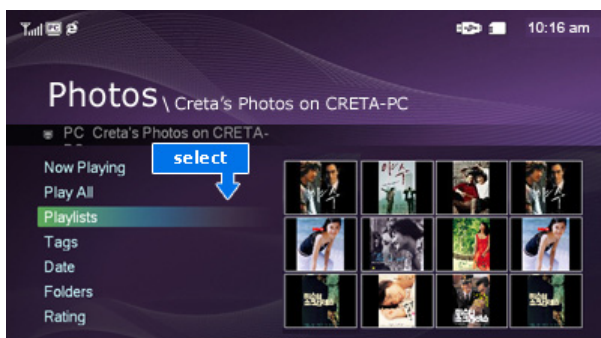 PC
10:16 am
Photos \ Creta's Photos on CRETA-PC
PC Creta's Photos on CRETA-
select
Now Playing
Play All
Playlists
Tags
Date
Folders
Rating